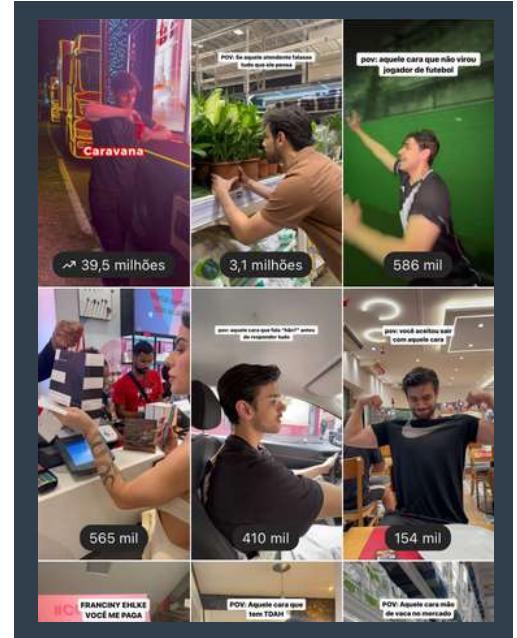 POV: Se aquele atendente falasse
tudo que ele pensa
pov: aquele cara que não virou
jogador de futebol
Caravana
39,5 milhões
3,1 milhões
586 mil
pov: aquele cara que fala "hãn?" antes
de responder tudo
pov: você aceitou sair
com aquele cara
565 mil
410 mil
154 mil
FRANCINY EHLKE
VOCÊ ME PAGA
POV: Aquele cara que
tem TDAH
POV: Aquele cara mão
de vaca no mercado